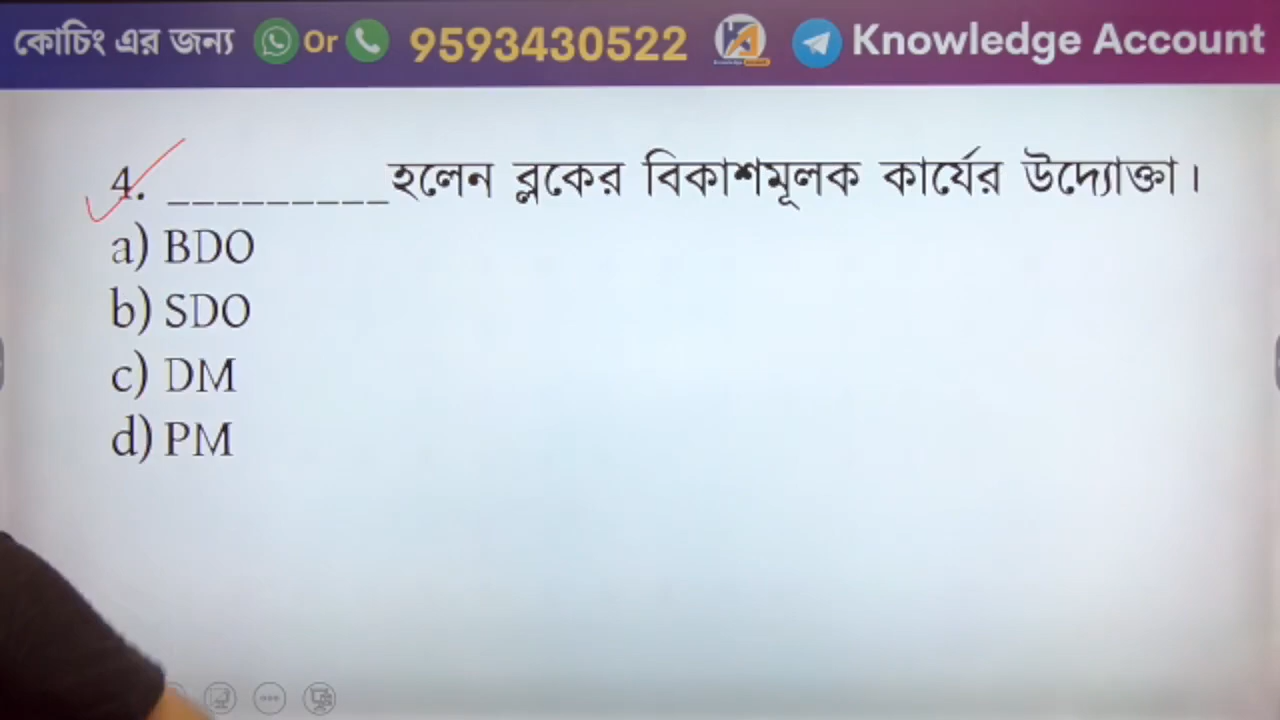 কোচিং এর জন্য Or 9593430522 Knowledge Account
4. _________হলেন ব্লকের বিকাশমূলক কার্যের উদ্যোক্তা।
a) BDO
b) SDO
c) DM
d) PM